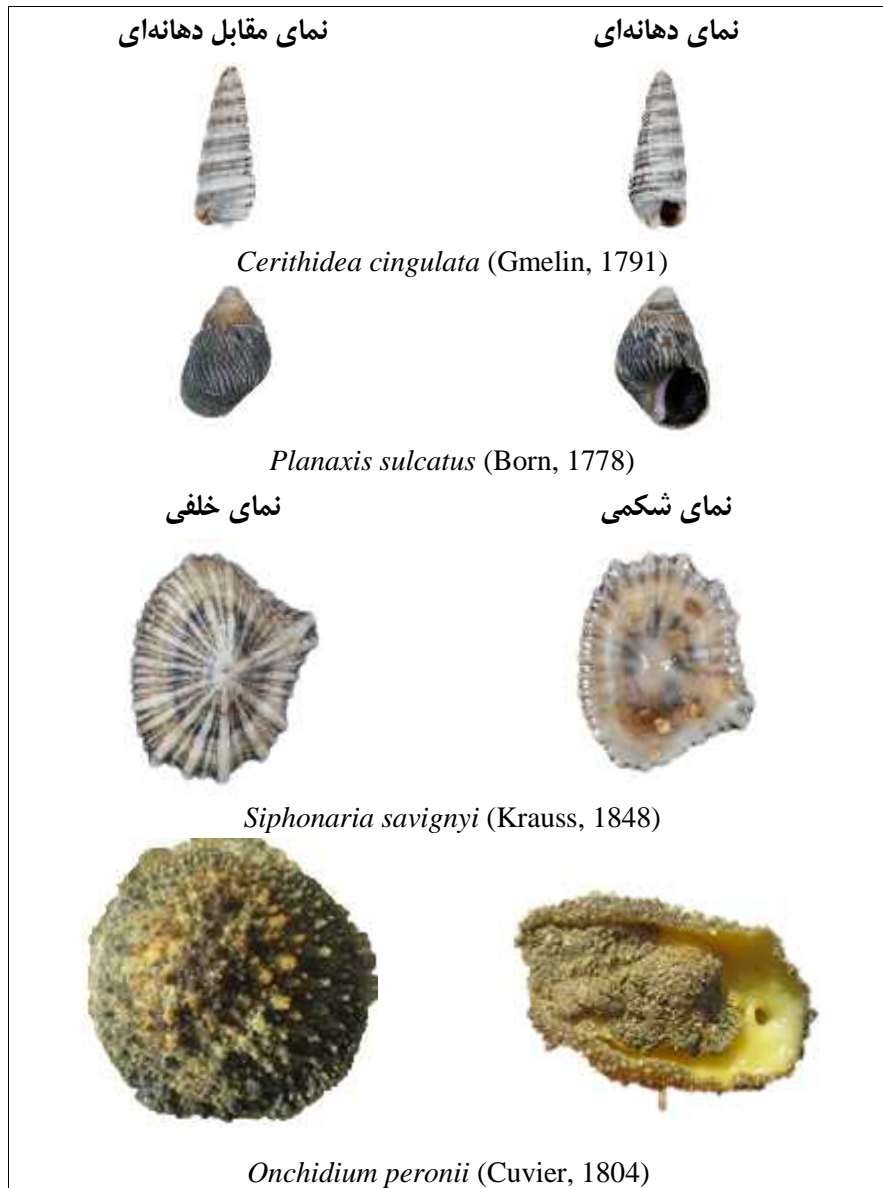 نمای دهانه‌ای
نمای مقابل دهانه‌ای
Cerithidea cingulata (Gmelin, 1791)
Planaxis sulcatus (Born, 1778)
نمای شکمی
نمای خلفی
Siphonaria savignyi (Krauss, 1848)
Onchidium peronii (Cuvier, 1804)